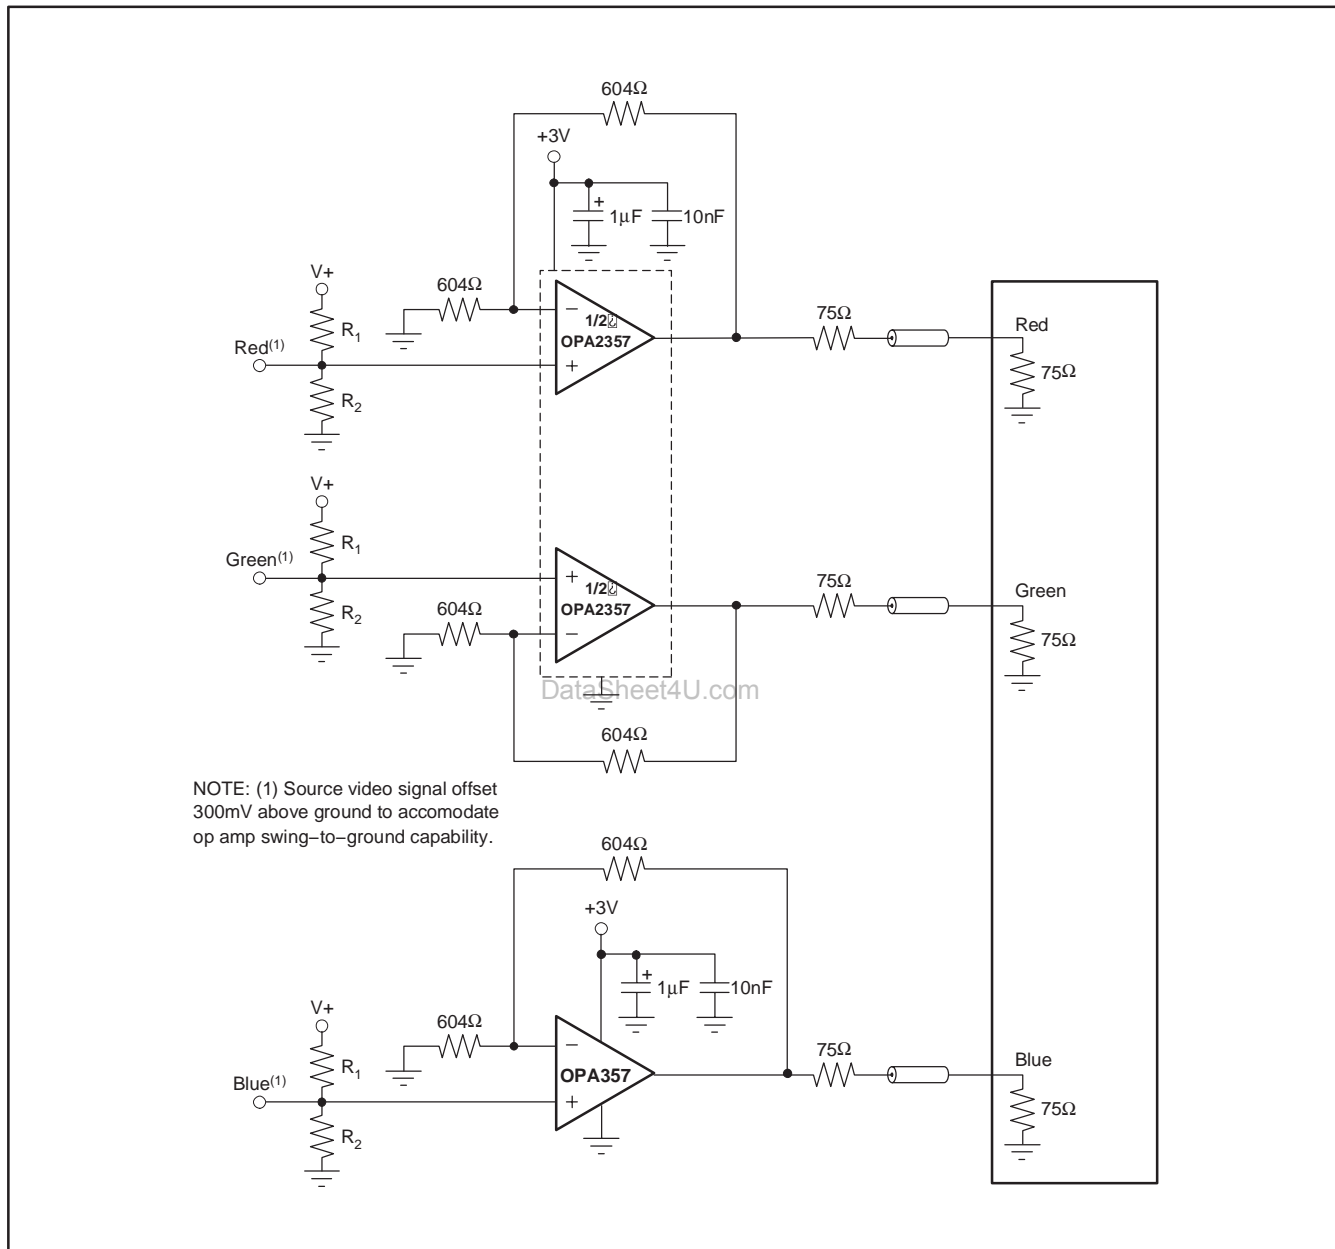 604Ω
+3V
+
1µF
10nF
V+
604Ω
R1
−
1/2
OPA2357
+
75Ω
Red
Red(1)
75Ω
R2
V+
R1
Green(1)
+
1/2
OPA2357
−
75Ω
Green
R2
604Ω
75Ω
DataSheet4U.com
604Ω
NOTE: (1) Source video signal offset
300mV above ground to accomodate
op amp swing−to−ground capability.
604Ω
+3V
+
1µF
10nF
V+
604Ω
R1
−
OPA357
+
75Ω
Blue
Blue(1)
75Ω
R2